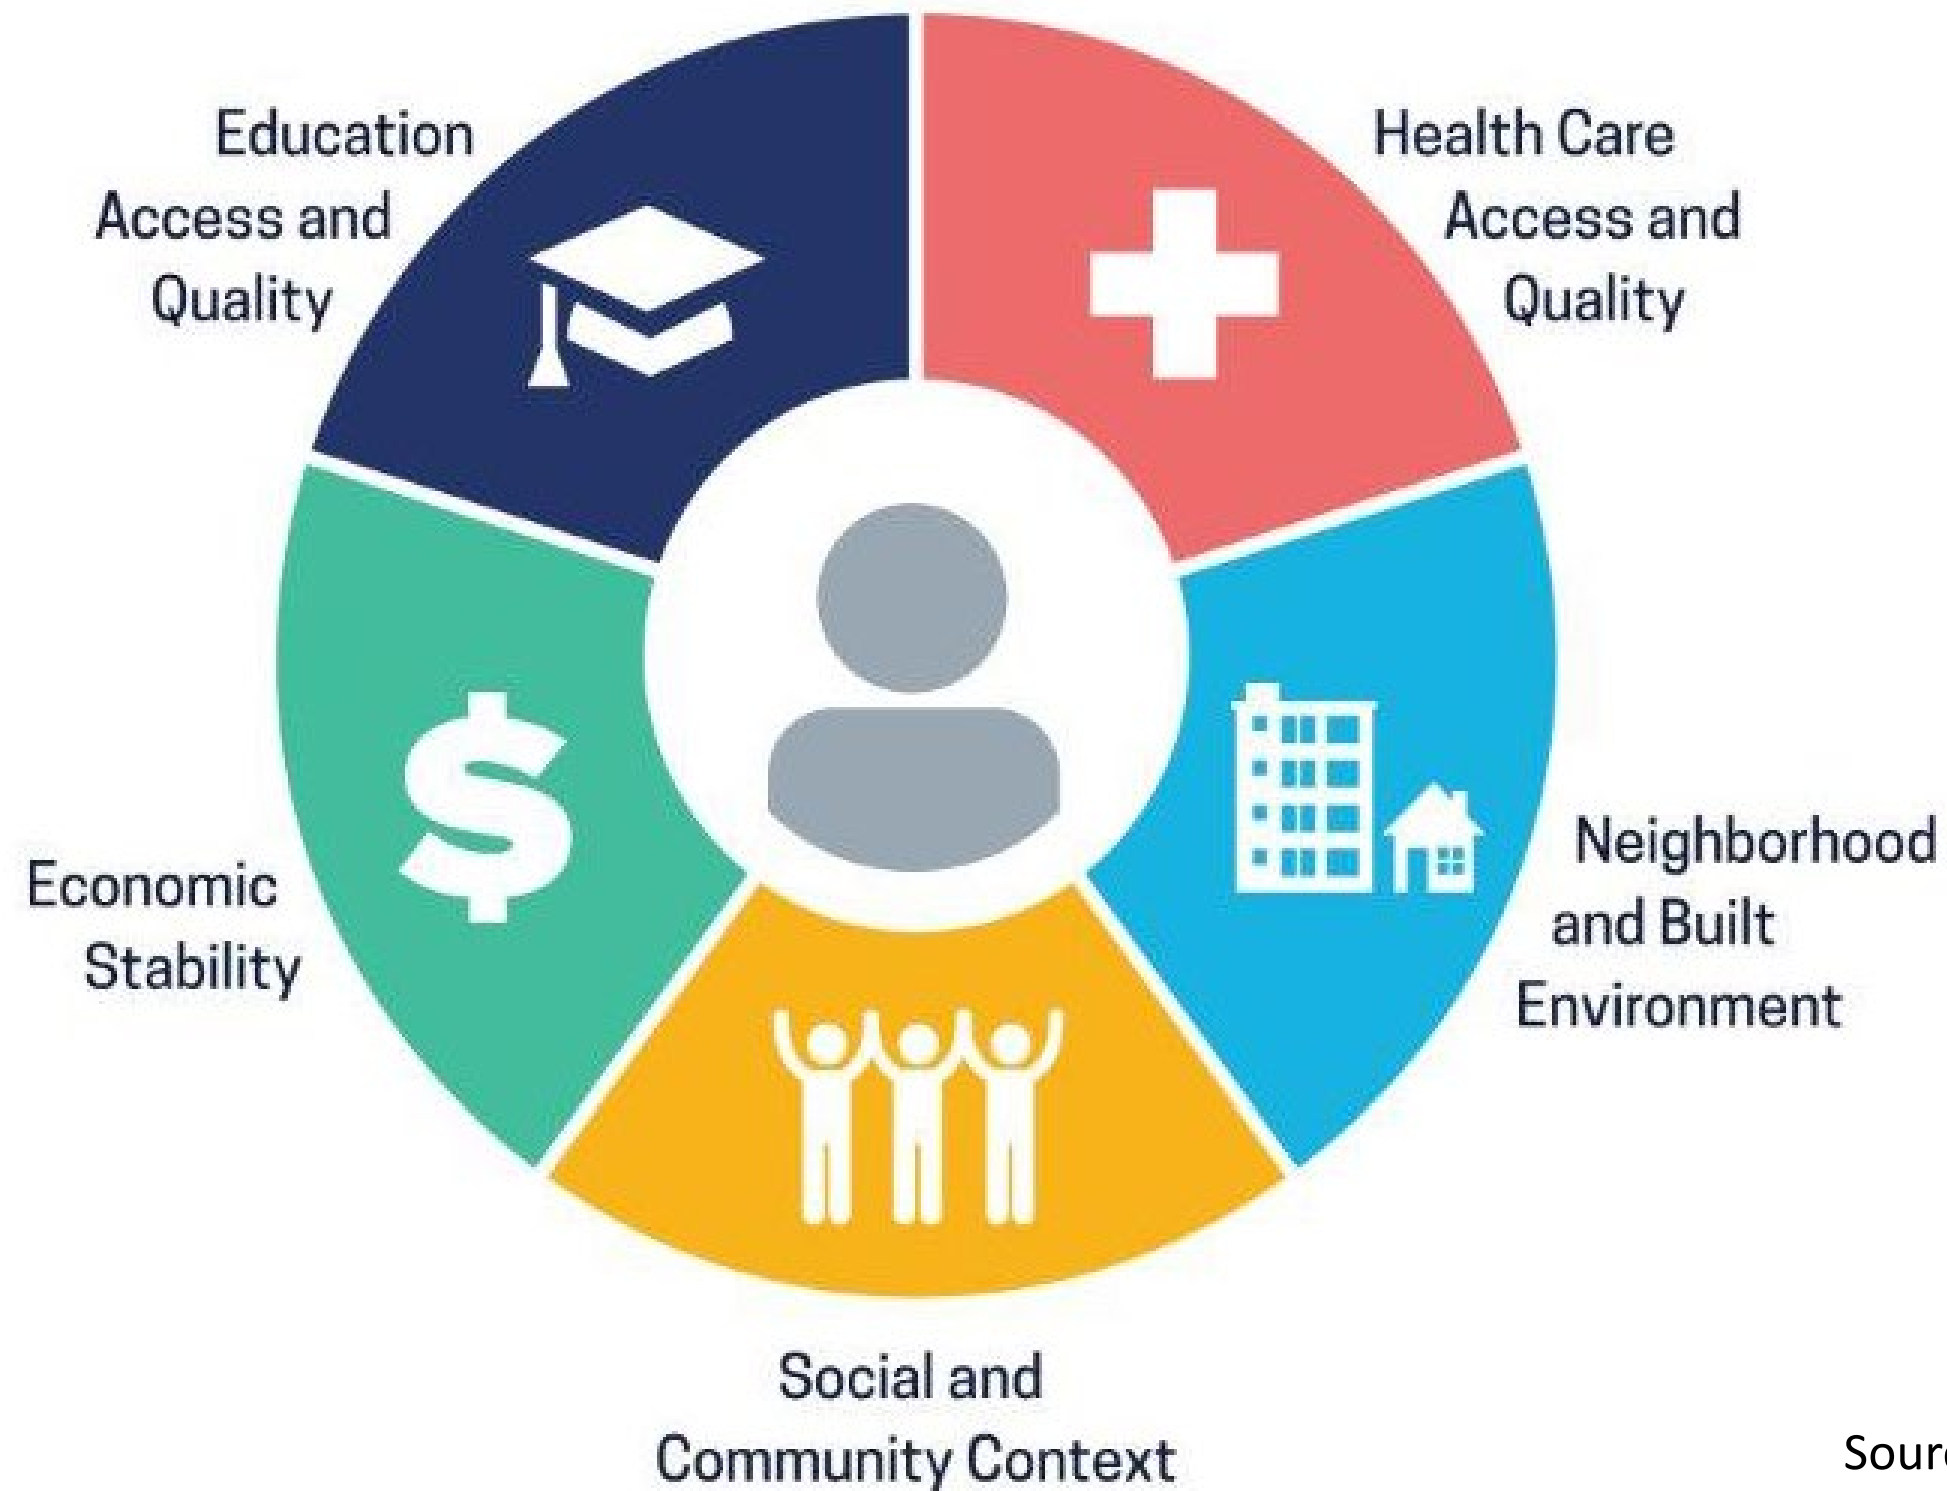 Education
Access and
Quality
Health Care
Access and
Quality
$
Economic
Stability
Neighborhood
and Built
Environment
Social and
Community Context